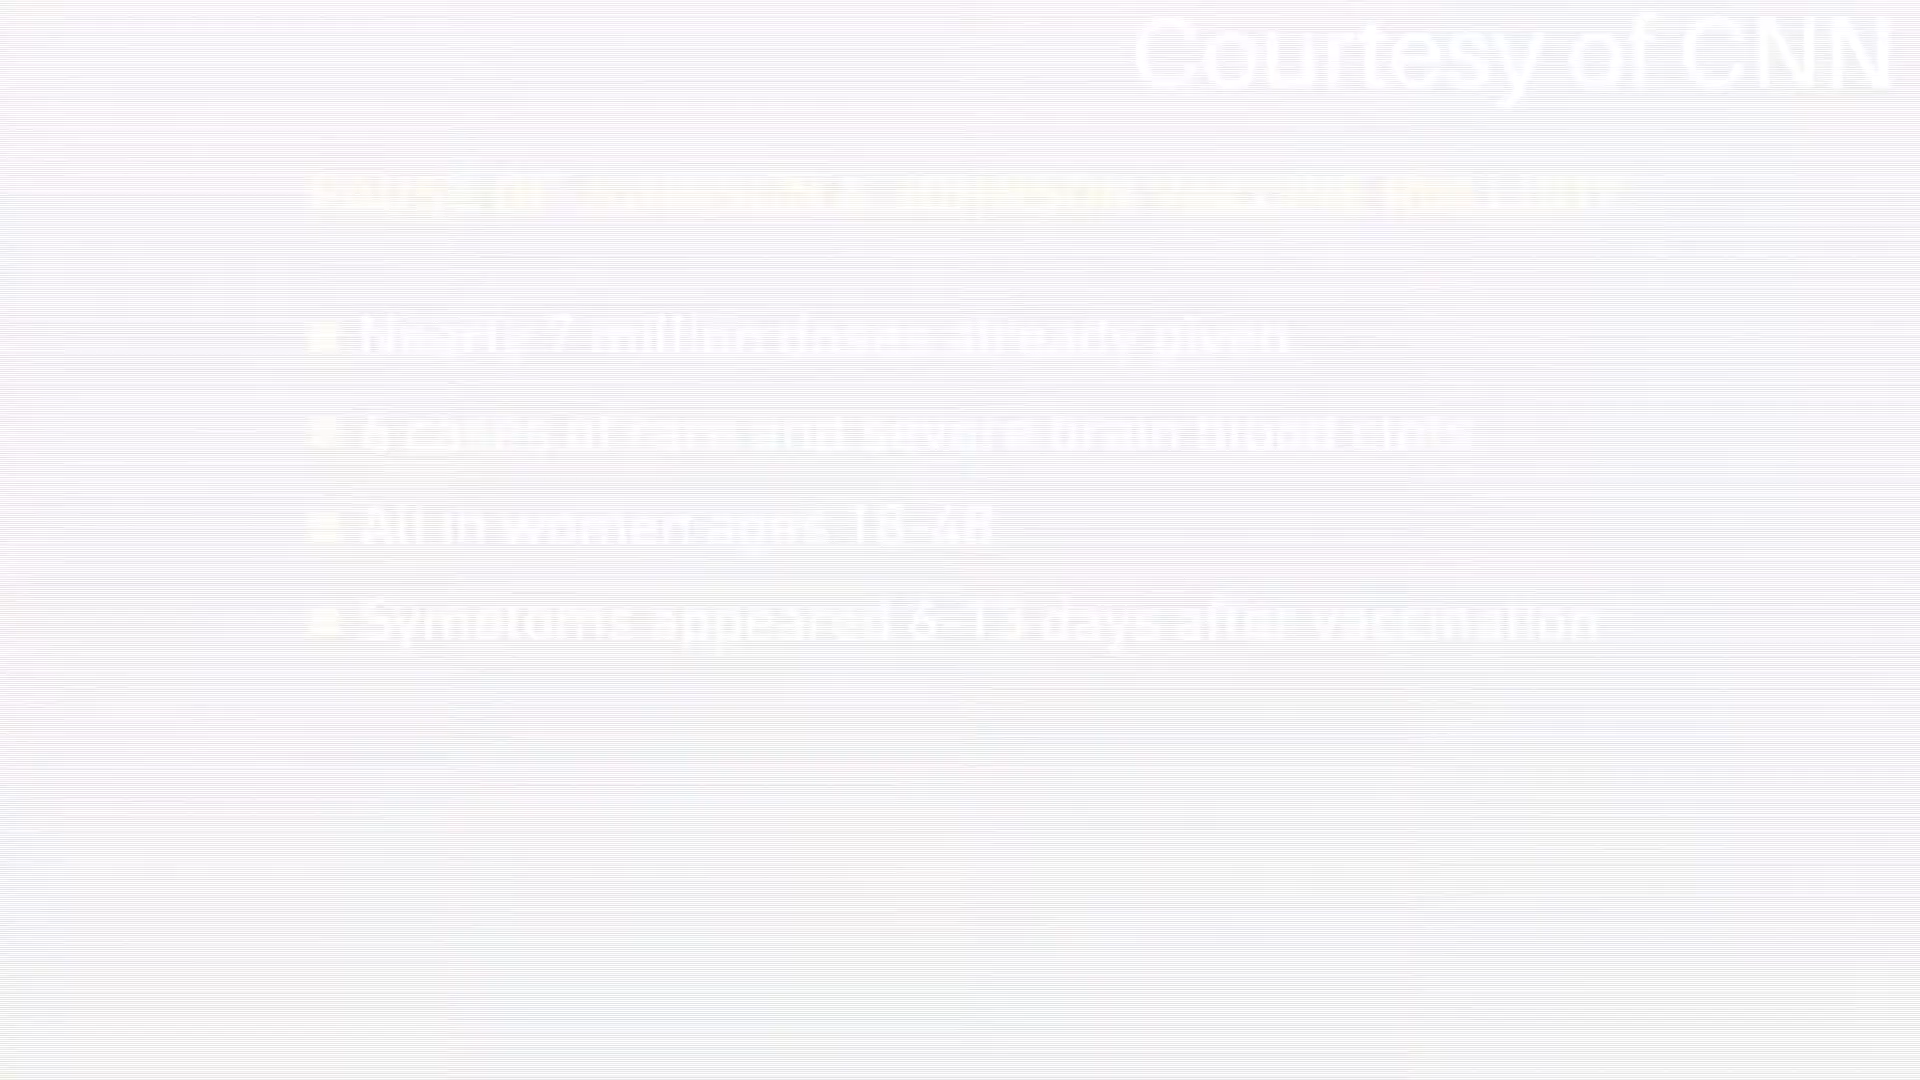 Courtesy of CNN
Nearly 7 million doses already given
6 cases of rare and severe brain blood clots
All in women ages 18-48
Symptoms appeared 6-13 days after vaccination